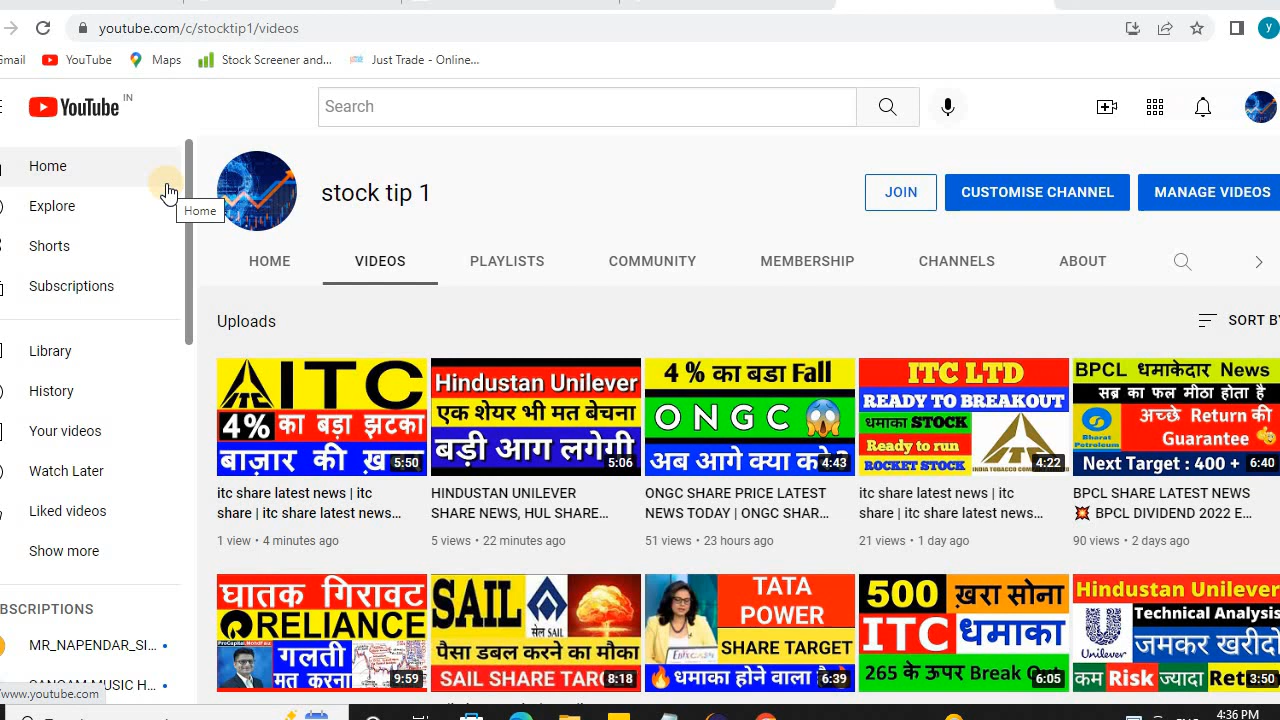 youtube.com/c/stocktip1/videos
YouTube
Maps
Stock Screener and...
Just Trade - Online...
YouTube IN
Search
Home
Home
Explore
Shorts
Subscriptions
Library
History
Your videos
Watch Later
Liked videos
Show more
MR_NAPENDAR_SI...
SANGAM MUSIC H...
www.youtube.com
stock tip 1
JOIN
CUSTOMISE CHANNEL
MANAGE VIDEOS
HOME VIDEOS PLAYLISTS COMMUNITY MEMBERSHIP CHANNELS ABOUT
Uploads
SORT BY
ITC
4% का बड़ा झटका
बाज़ार की
5:50
itc share latest news | itc
share | itc share latest news...
1 view • 4 minutes ago
Hindustan Unilever
एक शेयर भी मत बेचना
बड़ी आग लगेगी
5:06
HINDUSTAN UNILEVER
SHARE NEWS, HUL SHARE...
5 views • 22 minutes ago
4 % का बडा Fall
ONGC
अब आगे क्या
4:43
ONGC SHARE PRICE LATEST
NEWS TODAY | ONGC SHAR...
51 views • 23 hours ago
ITC LTD
READY TO BREAKOUT
धमाका STOCK
Ready to run
ROCKET STOCK
4:22
itc share latest news | itc
share | itc share latest news...
21 views • 1 day ago
BPCL धमाकेदार News
सब्र का फल मीठा होता है
Bharat
Petroleum
अच्छे Return की
Guarantee
Next Target : 400 +
6:40
BPCL SHARE LATEST NEWS
💥 BPCL DIVIDEND 2022 E...
90 views • 2 days ago
घातक गिरावट
RELIANCE
गलती
मत करना
9:59
SAIL
सेल SAIL
पैसा डबल करने का मौका
SAIL SHARE TARG
8:18
TATA
POWER
SHARE TARGET
धमाका होने वाला
6:39
500 ख़रा सोना
ITC धमाका
265 के ऊपर Break
6:05
Hindustan Unilever
Unilever
Technical Analysis
जमकर खरीदो
कम Risk ज्यादा Ret
3:50
4:36 PM